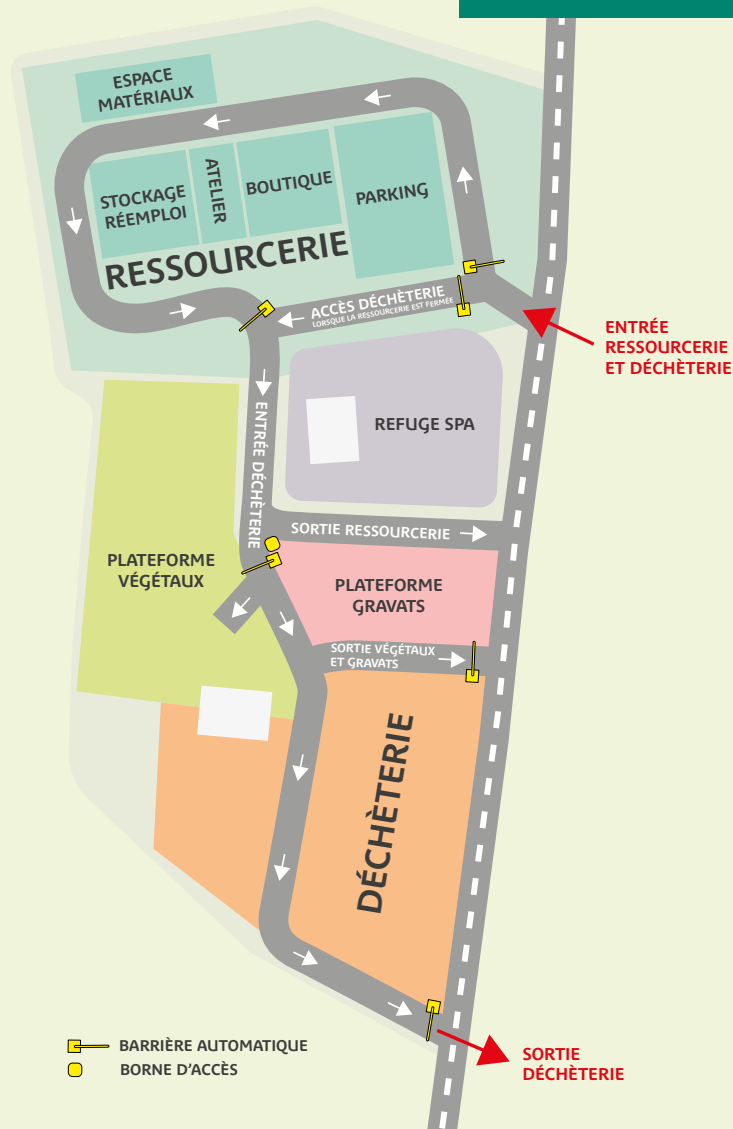 ESPACE
MATÉRIAUX
STOCKAGE
RÉEMPLOI
ATELIER
BOUTIQUE
PARKING
RESSOURCERIE
ACCÈS DÉCHÈTERIE
LORSQUE LA RESSOURCERIE EST FERMÉE
ENTRÉE
RESSOURCERIE
ET DÉCHÈTERIE
REFUGE SPA
ENTRÉE DÉCHÈTERIE
SORTIE RESSOURCERIE
PLATEFORME
VÉGÉTAUX
PLATEFORME
GRAVATS
SORTIE VÉGÉTAUX
ET GRAVATS
DÉCHÈTERIE
BARRIÈRE AUTOMATIQUE
BORNE D'ACCÈS
SORTIE
DÉCHÈTERIE